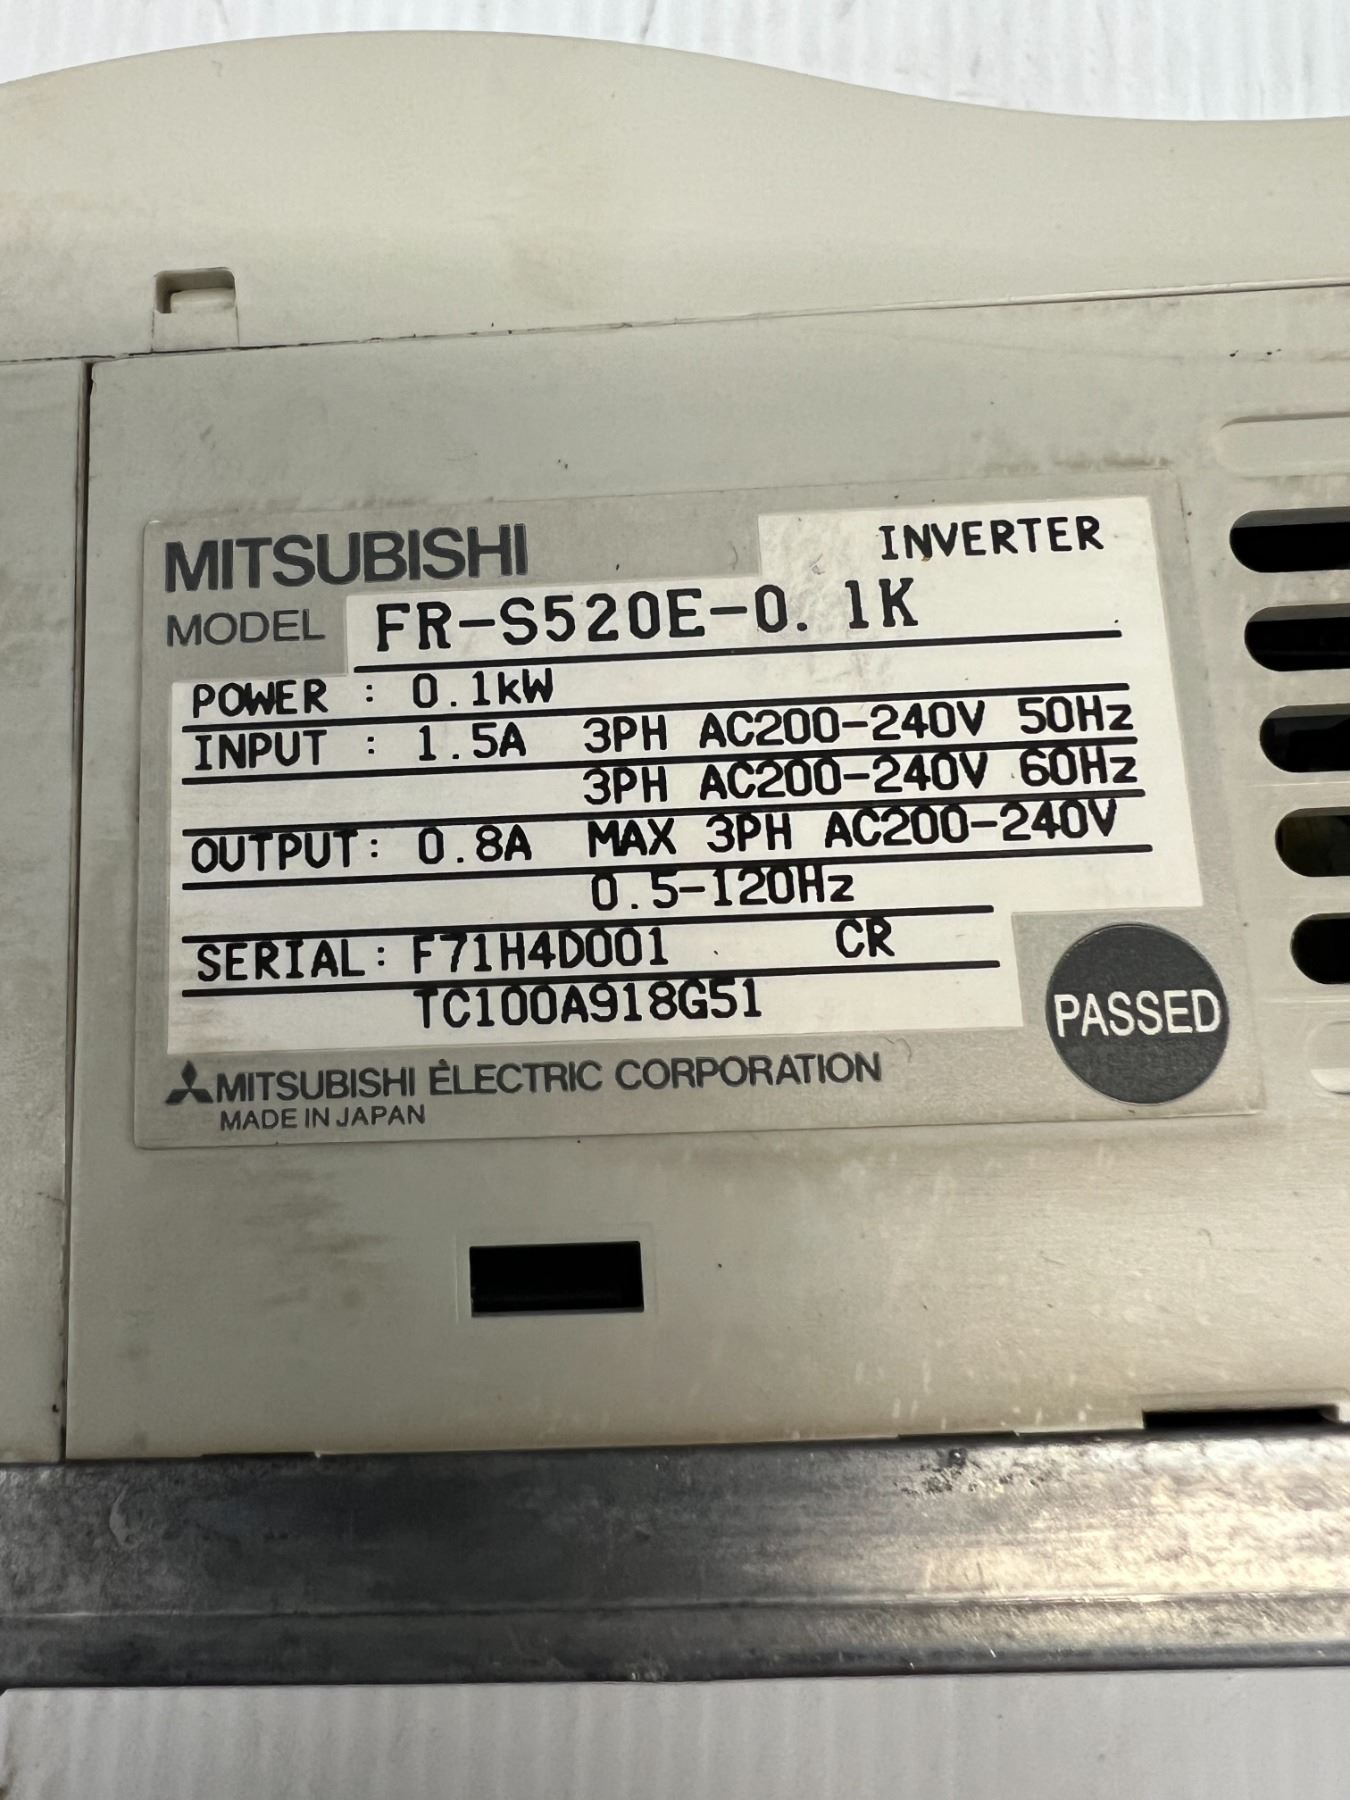 MITSUBISHI
INVERTER
MODEL FR-S520E-0.1K
POWER : 0.1kW
INPUT : 1.5A 3PH AC200-240V 50Hz
3PH AC200-240V 60Hz
OUTPUT: 0.8A MAX 3PH AC200-240V
0.5-120Hz
SERIAL: F71H4D001 CR
TC100A918G51
PASSED
MITSUBISHI ELECTRIC CORPORATION
MADE IN JAPAN